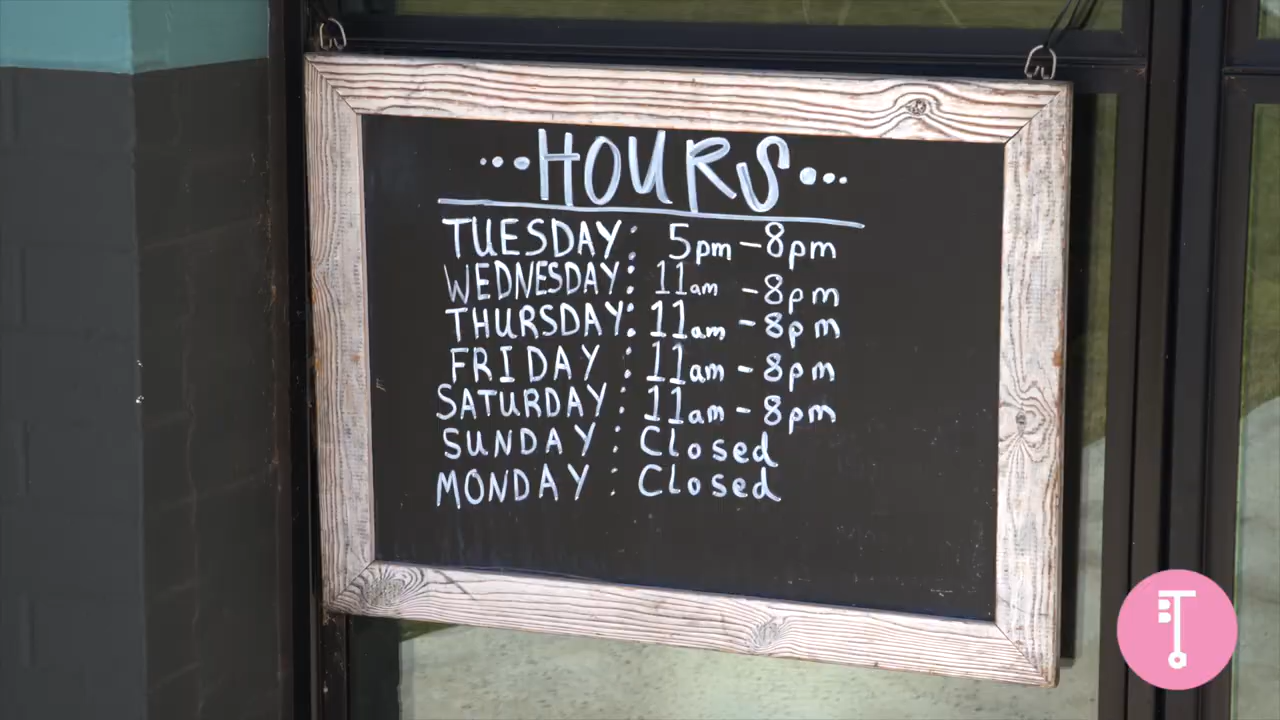 ...HOURS...
TUESDAY: 5pm - 8pm
WEDNESDAY: 11am - 8pm
THURSDAY: 11am - 8pm
FRIDAY : 11am - 8pm
SATURDAY : 11am - 8pm
SUNDAY : Closed
MONDAY : Closed
BTa